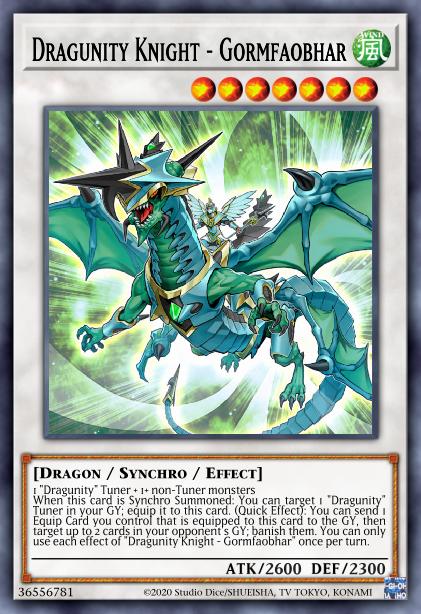 DRAGUNITY KNIGHT - GORMFAOBHAR
WIND
風
[DRAGON / SYNCHRO / EFFECT]
1 "Dragunity" Tuner + 1+ non-Tuner monsters
When this card is Synchro Summoned: You can target 1 "Dragunity"
Tuner in your GY; equip it to this card. (Quick Effect): You can send 1
Equip Card you control that is equipped to this card to the GY, then
target up to 2 cards in your opponent's GY; banish them. You can only
use each effect of "Dragunity Knight - Gormfaobhar" once per turn.
ATK/2600 DEF/2300
36556781
©2020 Studio Dice/SHUEISHA, TV TOKYO, KONAMI